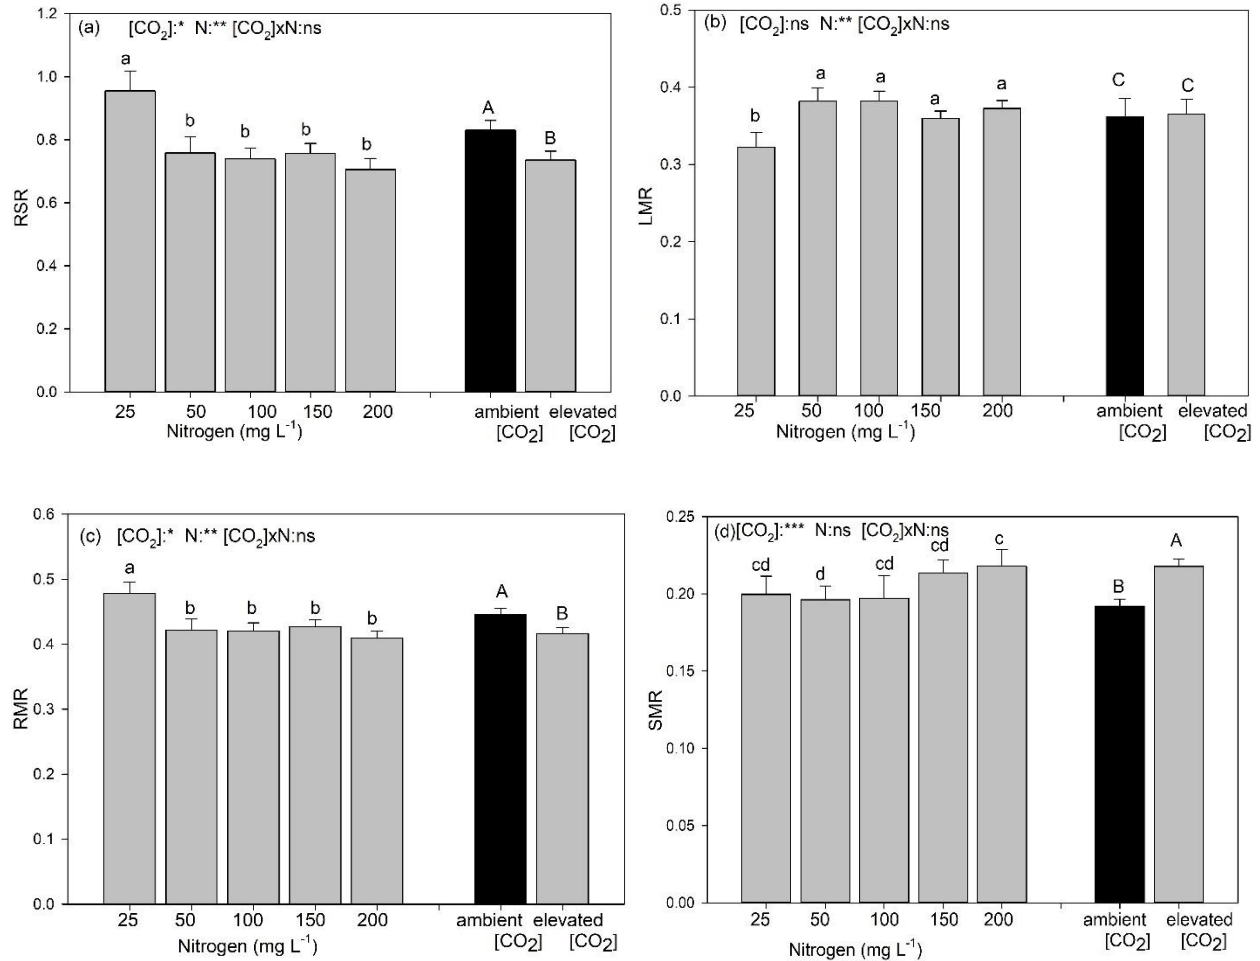 (a) [CO2]:* N:** [CO2]xN:ns
RSR
1.2
1.0
0.8
0.6
0.4
0.2
0.0
a
b
b
b
b
A
B
25 50 100 150 200 ambient elevated
Nitrogen (mg L-1) [CO2] [CO2]
(b) [CO2]:ns N:** [CO2]xN:ns
LMR
0.5
0.4
0.3
0.2
0.1
0.0
b
a
a
a
a
C
C
25 50 100 150 200 ambient elevated
Nitrogen (mg L-1) [CO2] [CO2]
(c) [CO2]:* N:** [CO2]xN:ns
RMR
0.6
0.5
0.4
0.3
0.2
0.1
0.0
a
b
b
b
b
A
B
25 50 100 150 200 ambient elevated
Nitrogen (mg L-1) [CO2] [CO2]
(d)[CO2]:*** N:ns [CO2]xN:ns
SMR
0.25
0.20
0.15
0.10
0.05
0.00
cd
d
cd
cd
c
B
A
25 50 100 150 200 ambient elevated
Nitrogen (mg L-1) [CO2] [CO2]